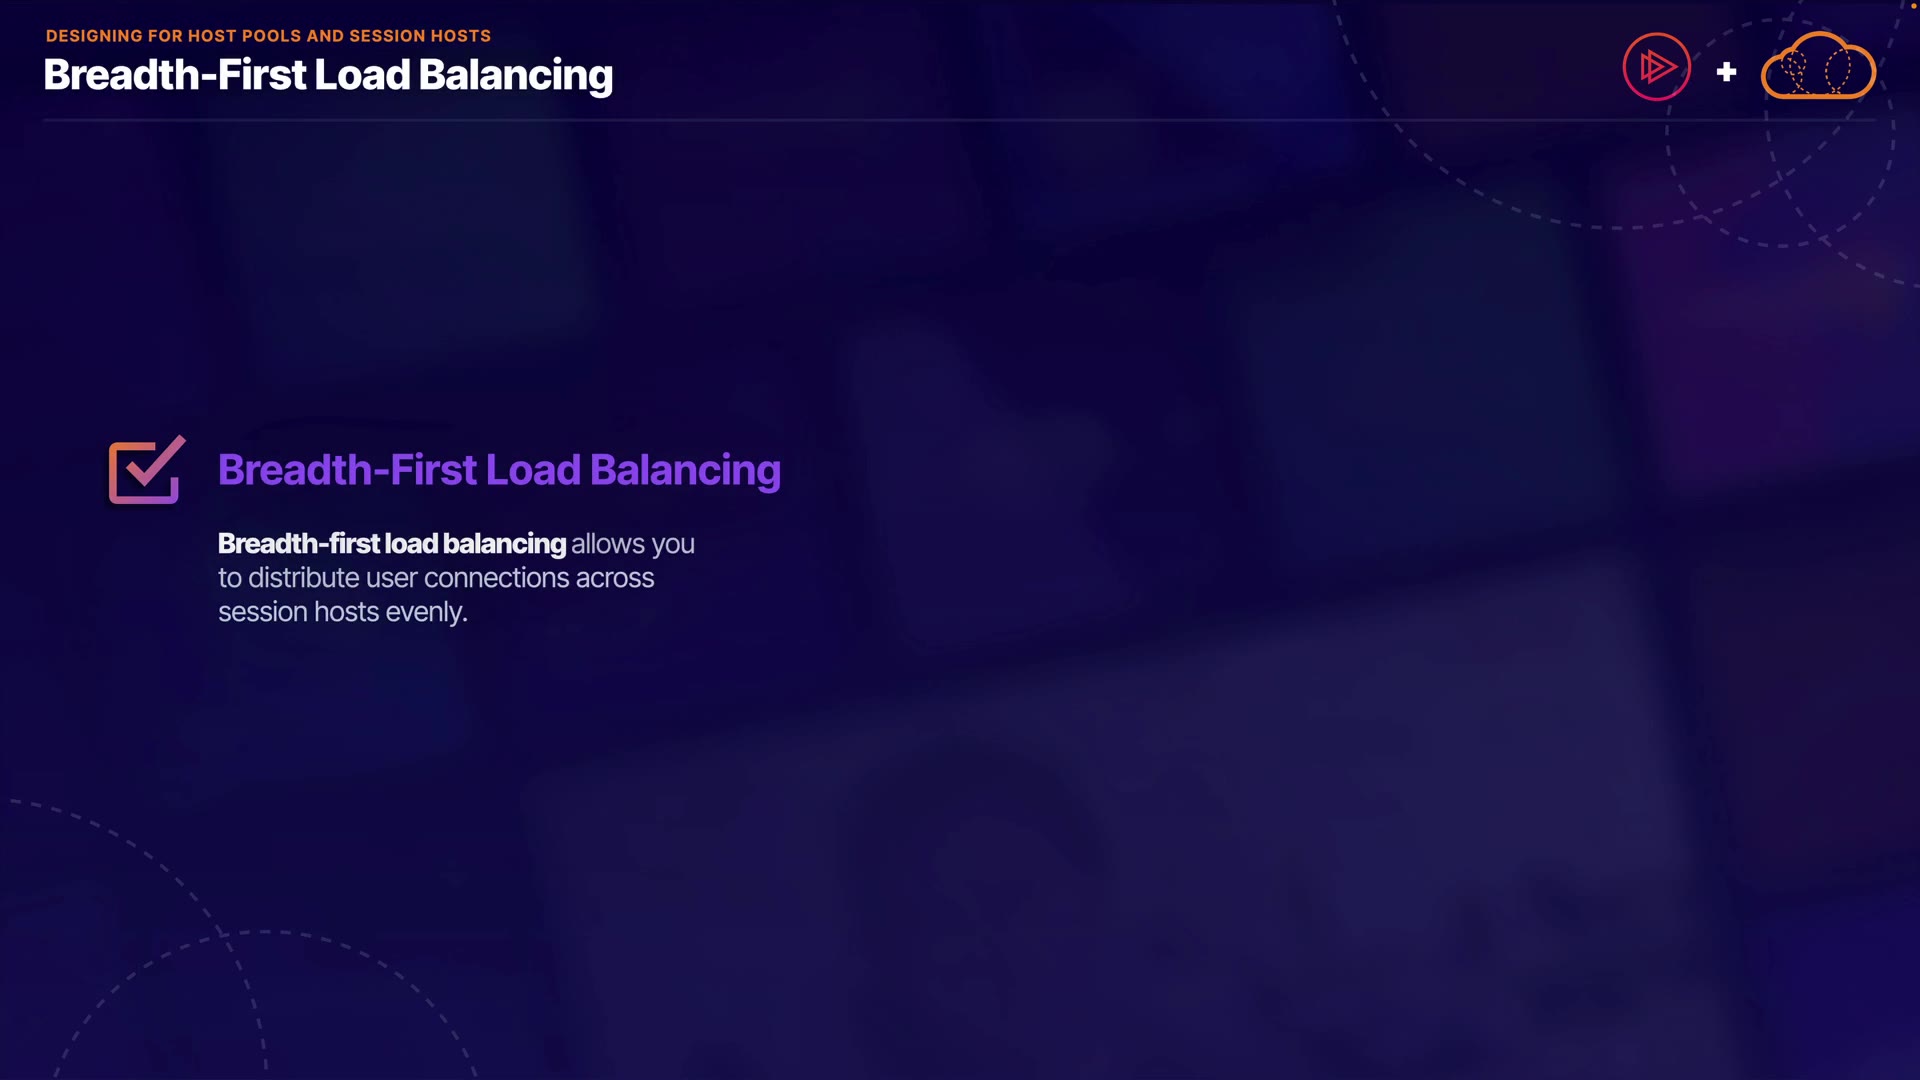 DESIGNING FOR HOST POOLS AND SESSION HOSTS
Breadth-First Load Balancing
Breadth-First Load Balancing
Breadth-first load balancing allows you
to distribute user connections across
session hosts evenly.